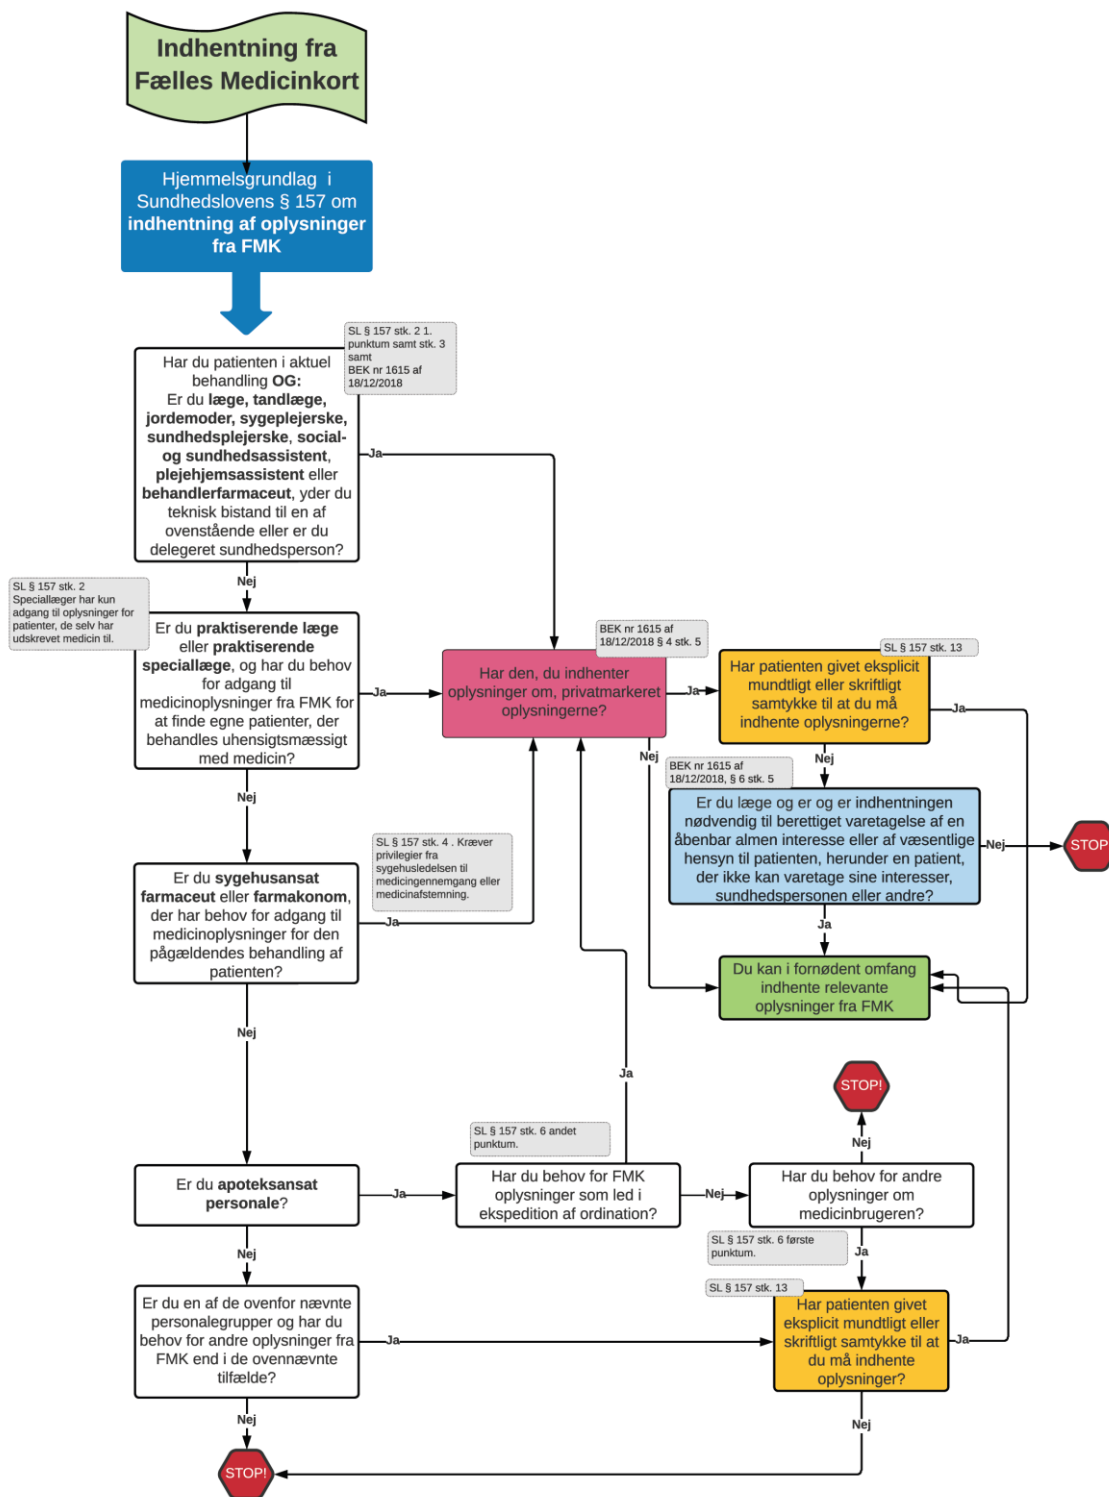 Indhentning fra
Fælles Medicinkort
Hjemmelsgrundlag i
Sundhedslovens § 157 om
indhentning af oplysninger
fra FMK
SL § 157 stk. 2 1.
punktum samt stk. 3
samt
BEK nr 1615 af
18/12/2018
Har du patienten i aktuel
behandling OG:
Er du læge, tandlæge,
jordemoder, sygeplejerske,
sundhedsplejerske, social-
og sundhedsassistent,
plejehjemsassistent eller
behandlerfarmaceut, yder du
teknisk bistand til en af
ovenstående eller er du
delegeret sundhedsperson?
Ja
Nej
SL § 157 stk. 2
Speciallæger har kun
adgang til oplysninger for
patienter, de selv har
udskrevet medicin til.
Er du praktiserende læge
eller praktiserende
speciallæge, og har du behov
for adgang til
medicinoplysninger fra FMK for
at finde egne patienter, der
behandles uhensigtsmæssigt
med medicin?
Ja
Nej
BEK nr 1615 af
18/12/2018 § 4 stk. 5
Har den, du indhenter
oplysninger om, privatmarkeret
oplysningerne?
Ja
Nej
SL § 157 stk. 13
Har patienten givet eksplicit
mundtligt eller skriftligt
samtykke til at du må
indhente oplysningerne?
Ja
Nej
BEK nr 1615 af
18/12/2018, § 6 stk. 5
Er du læge og er og er indhentningen
nødvendig til berettiget varetagelse af en
åbenbar almen interesse eller af væsentlige
hensyn til patienten, herunder en patient,
der ikke kan varetage sine interesser,
sundhedspersonen eller andre?
Nej
STOP!
Ja
Du kan i fornødent omfang
indhente relevante
oplysninger fra FMK
SL § 157 stk. 4 . Kræver
privilegier fra
sygehusledelsen til
medicingennemgang eller
medicinafstemning.
Er du sygehusansat
farmaceut eller farmakonom,
der har behov for adgang til
medicinoplysninger for den
pågældendes behandling af
patienten?
Ja
Nej
Er du apoteksansat
personale?
Ja
Nej
SL § 157 stk. 6 andet
punktum.
Har du behov for FMK
oplysninger som led i
ekspedition af ordination?
Ja
Nej
STOP!
Nej
Har du behov for andre
oplysninger om
medicinbrugeren?
SL § 157 stk. 6 første
punktum.
Ja
SL § 157 stk. 13
Har patienten givet
eksplicit mundtligt eller
skriftligt samtykke til at
du må indhente
oplysninger?
Ja
Nej
Er du en af de ovenfor nævnte
personalegrupper og har du
behov for andre oplysninger fra
FMK end i de ovennævnte
tilfælde?
Ja
Nej
STOP!